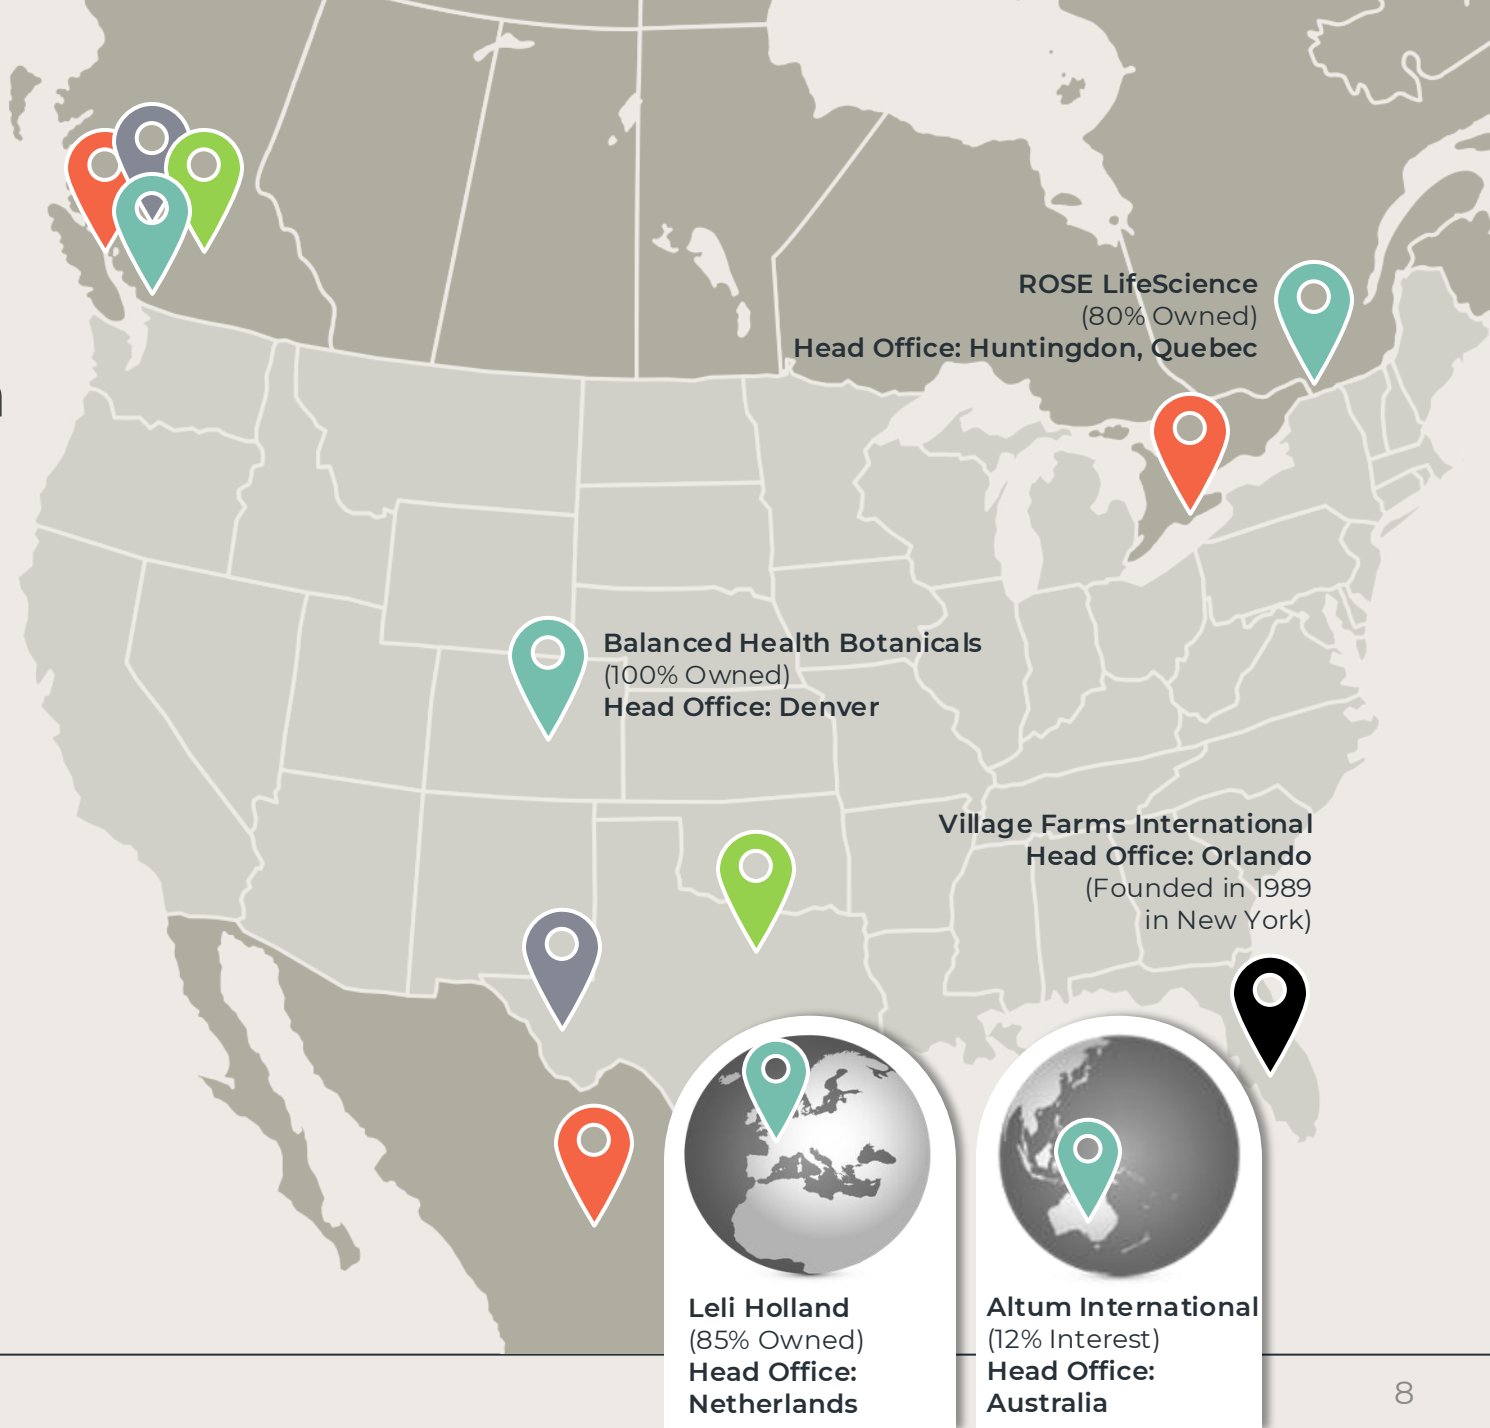 ROSE LifeScience
(80% Owned)
Head Office: Huntingdon, Quebec
Balanced Health Botanicals
(100% Owned)
Head Office: Denver
Village Farms International
Head Office: Orlando
(Founded in 1989
in New York)
Leli Holland
(85% Owned)
Head Office:
Netherlands
Altum International
(12% Interest)
Head Office:
Australia
8